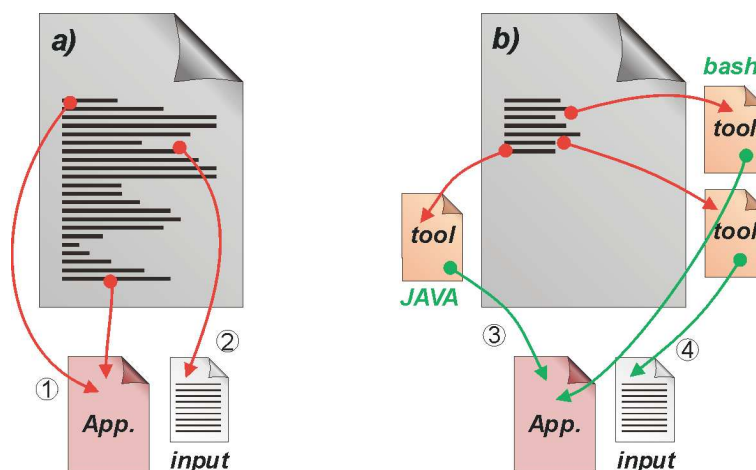 a)
b)
bash
tool
tool
tool
JAVA
③
②
④
①
App.
App.
input
input